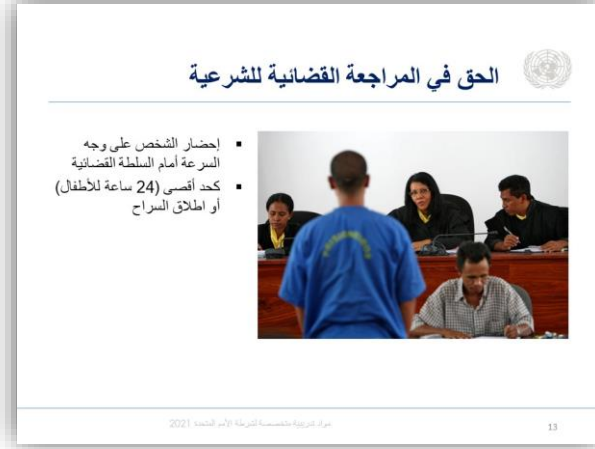 الحق في المراجعة القضائية للشرعية
▪ إحضار الشخص على وجه
السرعة أمام السلطة القضائية
▪ كحد أقصى (24 ساعة للأطفال)
أو اطلاق السراح
مواد تدريبية متخصصة لشرطة الأمم المتحدة 2021
13